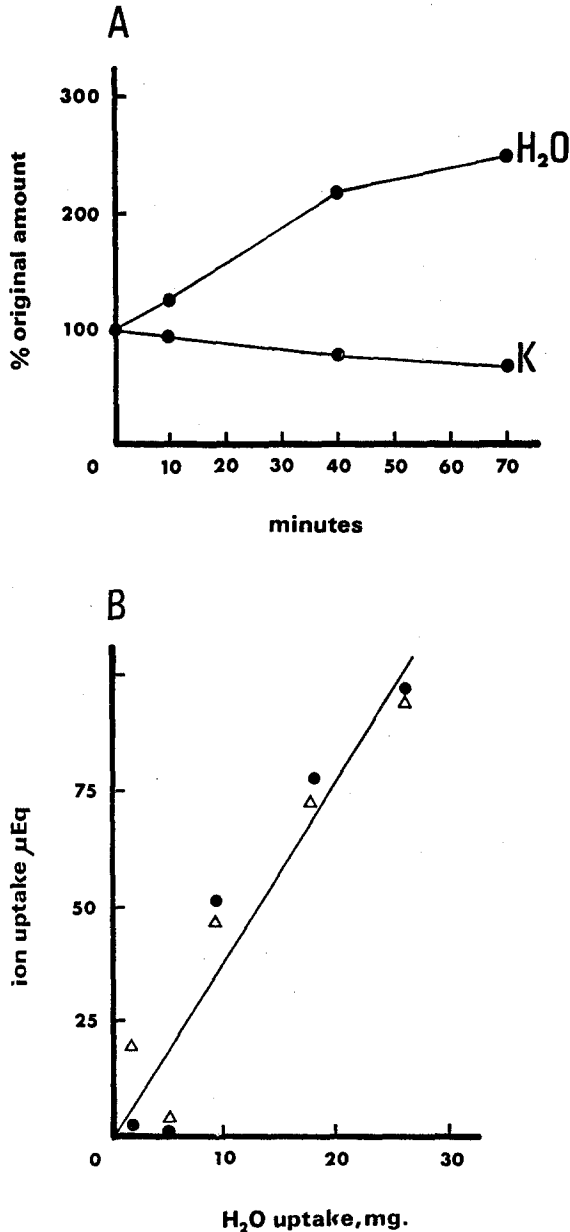 A
300
200
100
% original amount
H₂O
K
0 10 20 30 40 50 60 70
minutes
B
75
50
25
ion uptake µEq
0 10 20 30
H₂O uptake, mg.